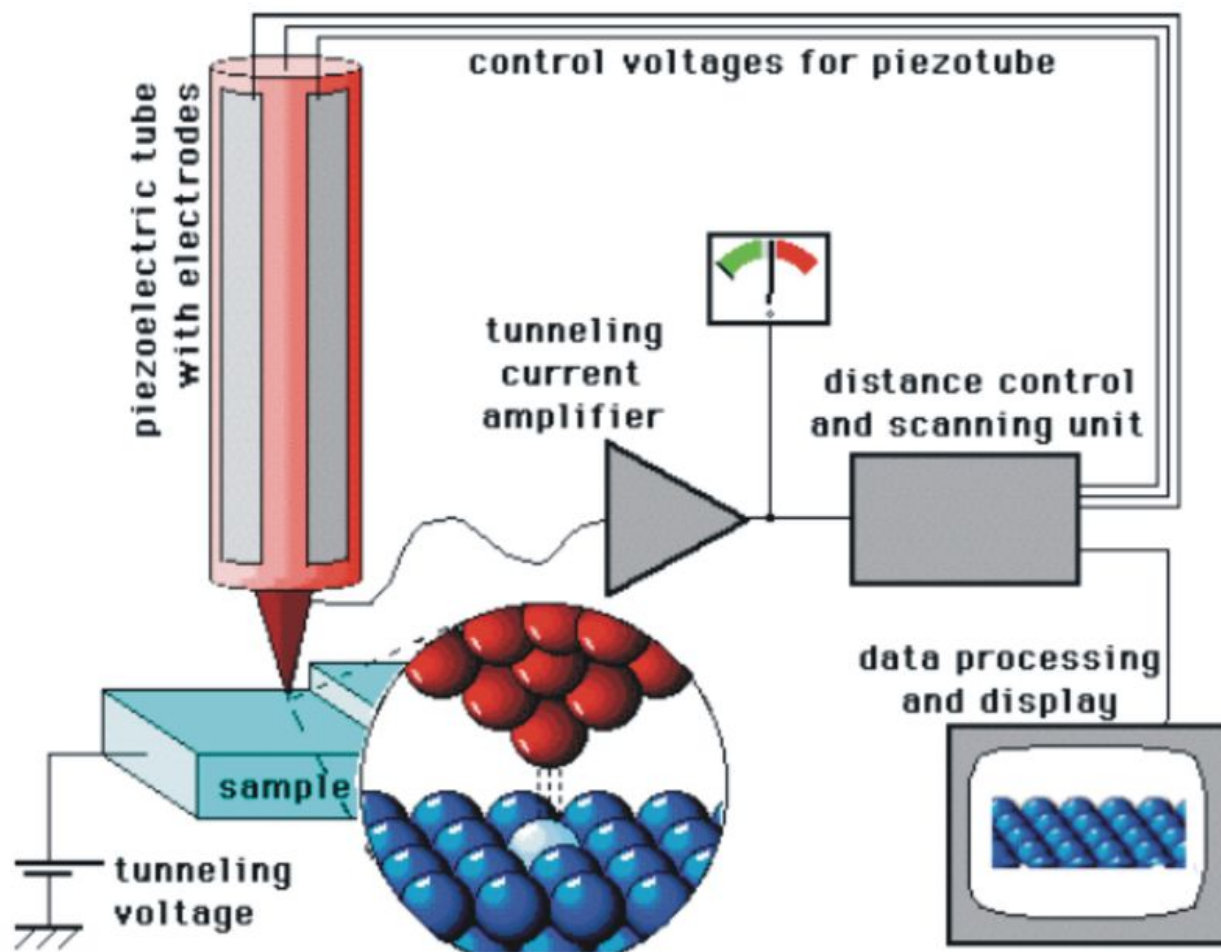 control voltages for piezotube
piezoelectric tube
with electrodes
tunneling
current
amplifier
distance control
and scanning unit
data processing
and display
sample
tunneling
voltage